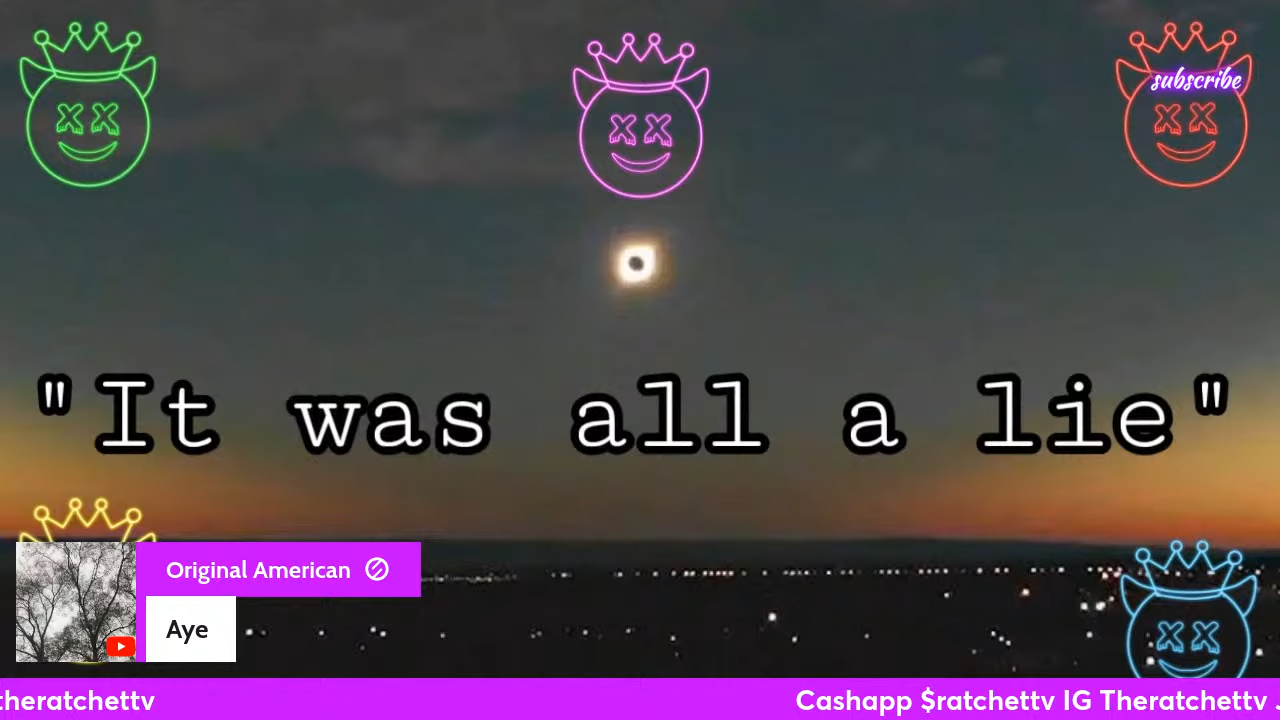 subscribe
"It was all a lie"
Original American
Aye
theratchettv
Cashapp $ratchettv IG Theratchettv